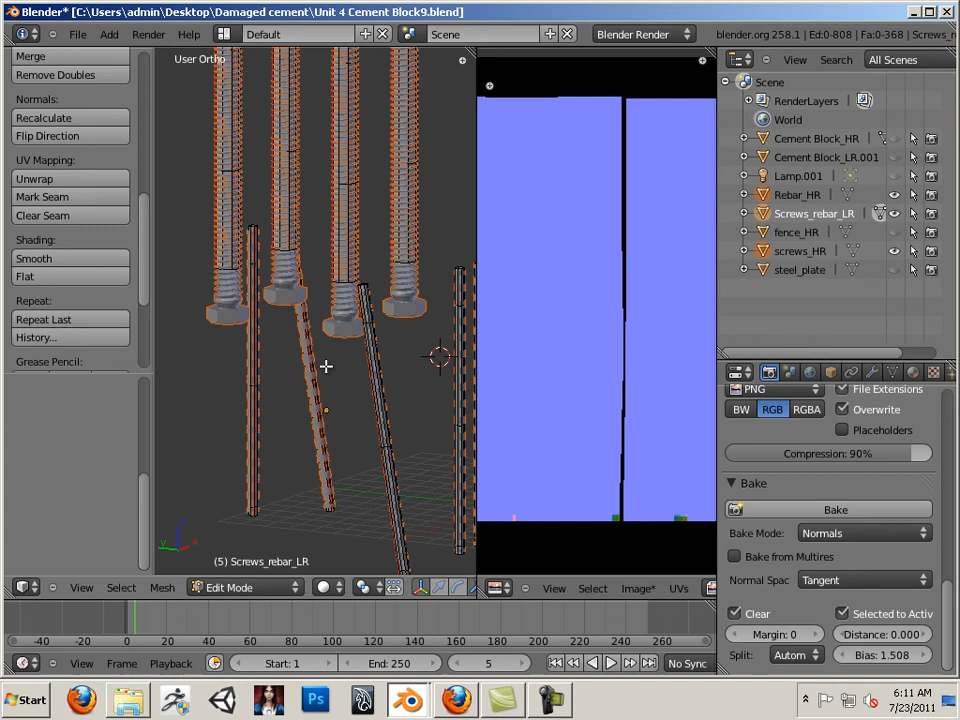 Blender* [C:\Users\admin\Desktop\Damaged cement\Unit 4 Cement Block9.blend]
File Add Render Help Default Scene Blender Render blender.org 258.1 | Ed:0-808 | Fa:0-368 | Screws_r
Merge
Remove Doubles
Normals:
Recalculate
Flip Direction
UV Mapping:
Unwrap
Mark Seam
Clear Seam
Shading:
Smooth
Flat
Repeat:
Repeat Last
History...
Grease Pencil:
User Ortho
(5) Screws_rebar_LR
View Select Mesh Edit Mode
View Select Image* UVs
View Search All Scenes
Scene
RenderLayers
World
Cement Block_HR
Cement Block_LR.001
Lamp.001
Rebar_HR
Screws_rebar_LR
fence_HR
screws_HR
steel_plate
PNG File Extensions
BW RGB RGBA Overwrite
Placeholders
Compression: 90%
Bake
Bake
Bake Mode: Normals
Bake from Multires
Normal Spac Tangent
Clear Selected to Activ
Margin: 0 Distance: 0.000
Split: Autom Bias: 1.508
-40 -20 0 20 40 60 80 100 120 140 160 180 200 220 240 260
View Frame Playback Start: 1 End: 250 5 No Sync
Start Ps 6:11 AM
7/23/2011
x y z